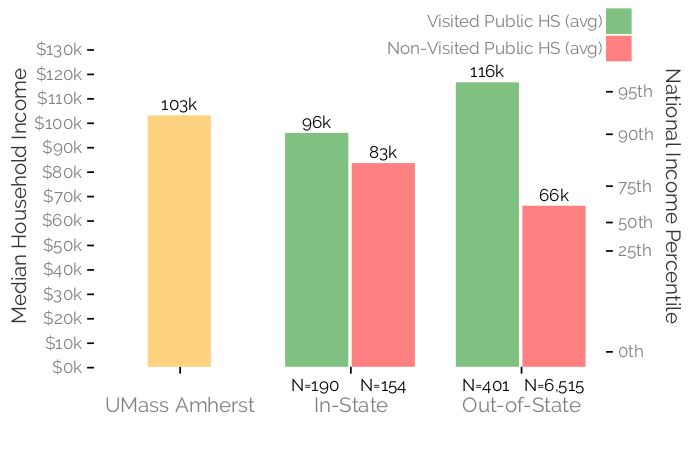 Visited Public HS (avg)
Non-Visited Public HS (avg)
Median Household Income
$130k
$120k
$110k
$100k
$90k
$80k
$70k
$60k
$50k
$40k
$30k
$20k
$10k
$0k
103k
96k
83k
116k
66k
95th
90th
75th
50th
25th
0th
National Income Percentile
N=190 N=154 N=401 N=6,515
UMass Amherst In-State Out-of-State